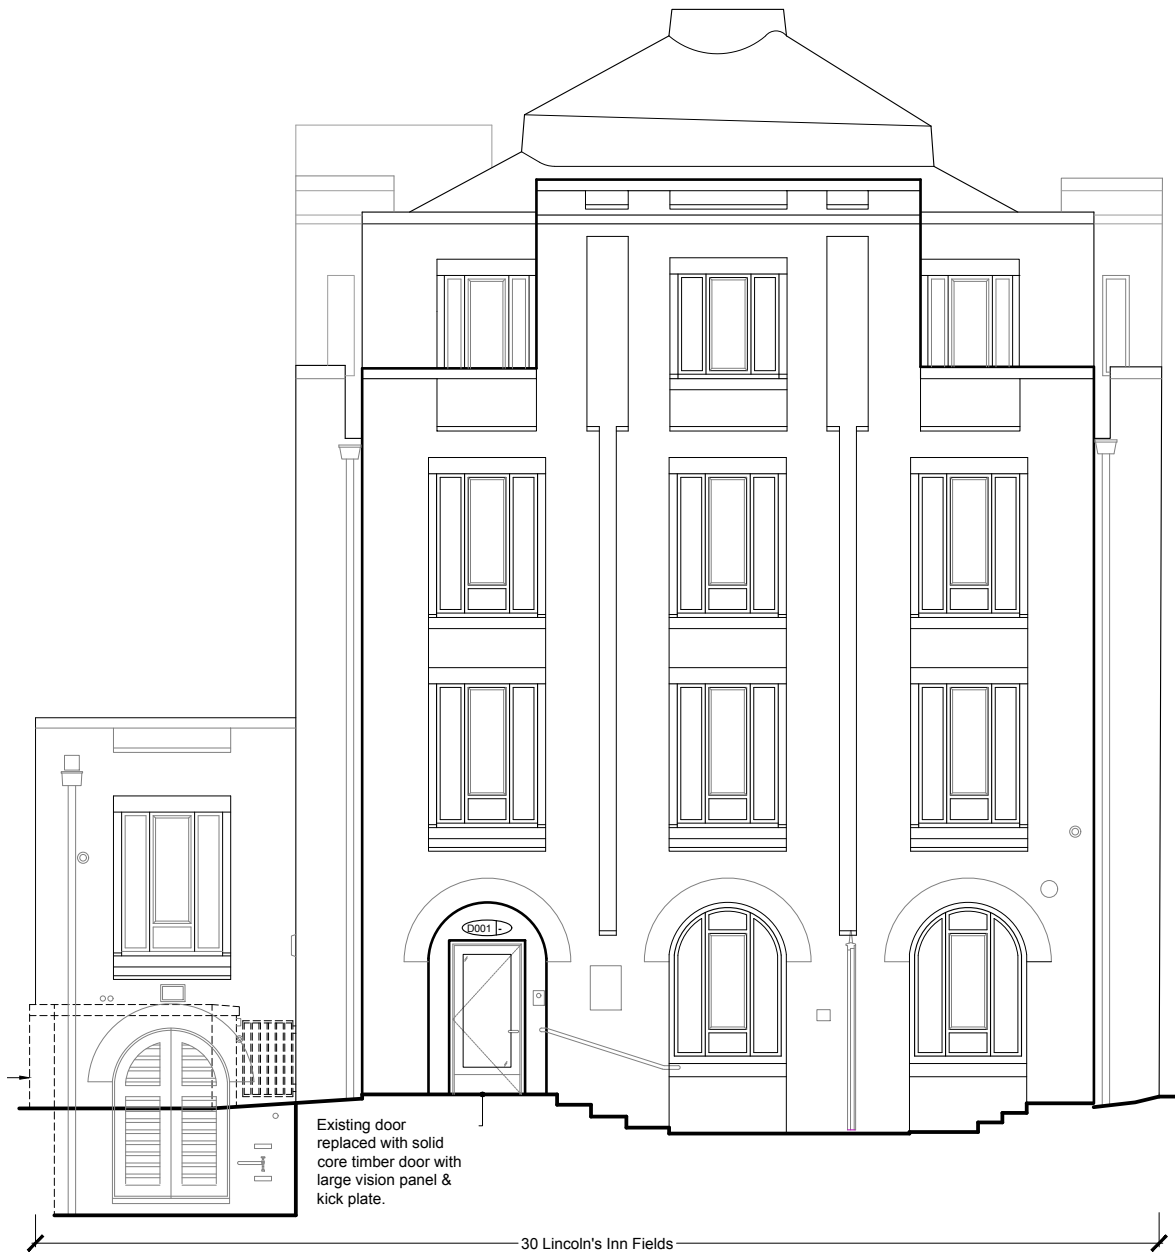 D001 -
Existing door
replaced with solid
core timber door with
large vision panel &
kick plate.
30 Lincoln's Inn Fields